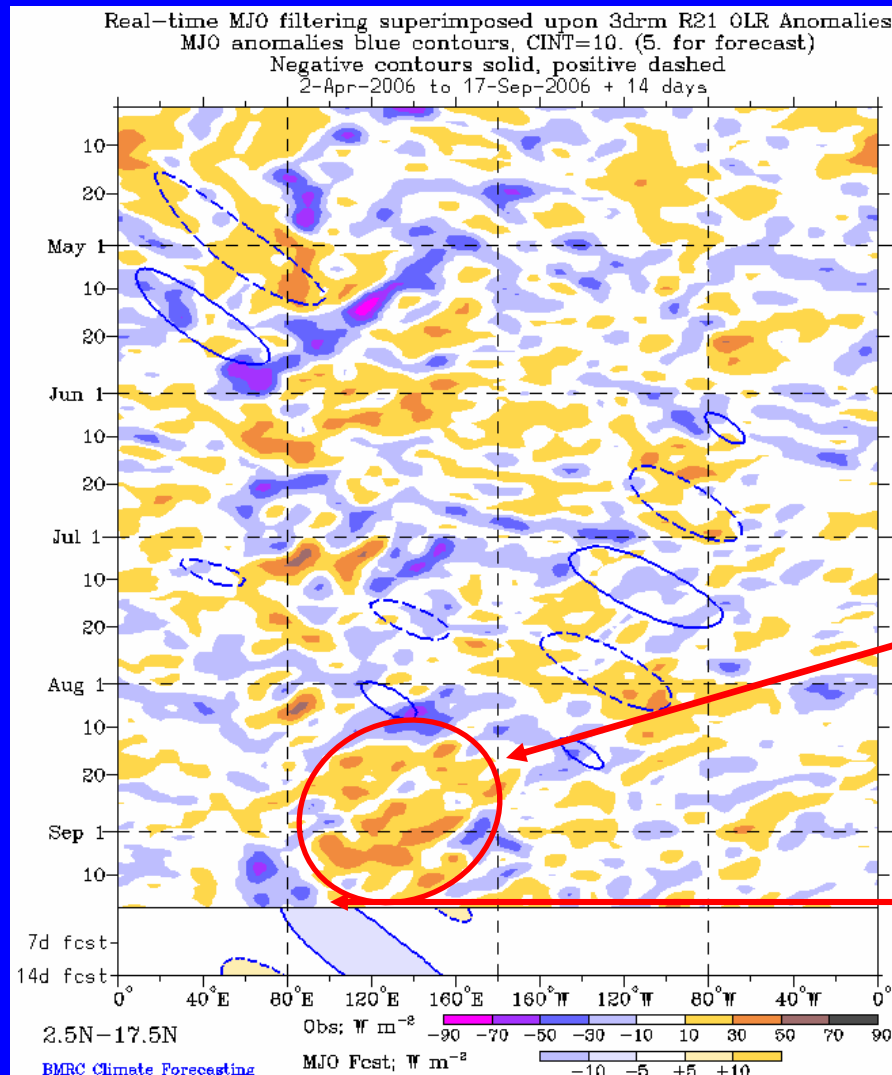 Real-time MJO filtering superimposed upon 3drm R21 OLR Anomalies
MJO anomalies blue contours, CINT=10. (5. for forecast)
Negative contours solid, positive dashed
2-Apr-2006 to 17-Sep-2006 + 14 days
10
20
May 1
10
20
Jun 1
10
20
Jul 1
10
20
Aug 1
10
20
Sep 1
10
7d fcst
14d fcst
0° 40°E 80°E 120°E 160°E 160°W 120°W 80°W 40°W 0°
2.5N-17.5N
Obs; W m⁻²
-90 -70 -50 -30 -10 10 30 50 70 90
BMRC Climate Forecasting
MJO Fcst; W m⁻²
-10 -5 +5 +10